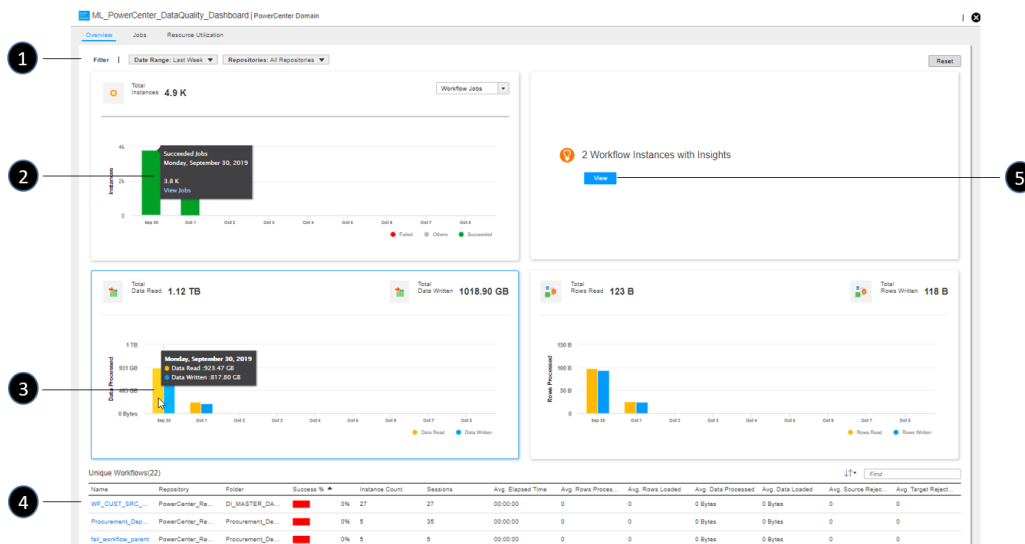 ML_PowerCenter_DataQuality_Dashboard | PowerCenter Domain
Overview Jobs Resource Utilization
1
Filter | Date Range: Last Week Repositories: All Repositories Reset
Total Instances 4.9 K Workflow Jobs
4k
2k
0
Instances
Succeeded Jobs
Monday, September 30, 2019
3.8 K
View Jobs
2
Sep 30 Oct 1 Oct 2 Oct 3 Oct 4 Oct 5 Oct 6 Oct 7 Oct 8
Failed Others Succeeded
2 Workflow Instances with Insights
View
5
Total Data Read 1.12 TB Total Data Written 1018.90 GB
1 TB
931 GB
465 GB
0 Bytes
Data Processed
Monday, September 30, 2019
Data Read :923.47 GB
Data Written :817.80 GB
3
Sep 30 Oct 1 Oct 2 Oct 3 Oct 4 Oct 5 Oct 6 Oct 7 Oct 8
Data Read Data Written
Total Rows Read 123 B Total Rows Written 118 B
150 B
100 B
50 B
0
Rows Processed
Sep 30 Oct 1 Oct 2 Oct 3 Oct 4 Oct 5 Oct 6 Oct 7 Oct 8
Rows Read Rows Written
Unique Workflows(22) Find
Name Repository Folder Success % Instance Count Sessions Avg. Elapsed Time Avg. Rows Proces... Avg. Rows Loaded Avg. Data Processed Avg. Data Loaded Avg. Source Rejec... Avg. Target Reject...
4
WF_CUST_SRC_... PowerCenter_Re... DI_MASTER_DA... 0% 27 27 00:00:00 0 0 0 Bytes 0 Bytes 0 0
Procurement_Dep... PowerCenter_Re... Procurement_De... 0% 5 35 00:00:00 0 0 0 Bytes 0 Bytes 0 0
fail_workflow_parent PowerCenter_Re... Procurement_De... 0% 5 5 00:00:00 0 0 0 Bytes 0 Bytes 0 0